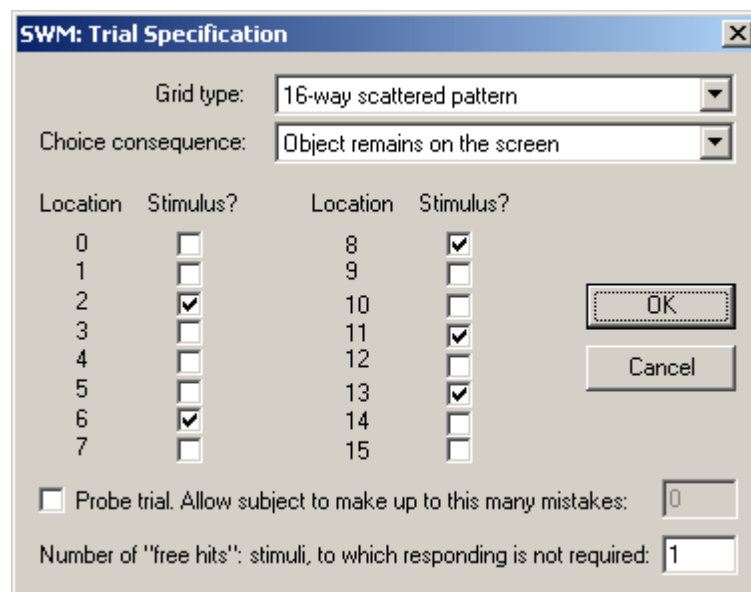 SWM: Trial Specification
Grid type: 16-way scattered pattern
Choice consequence: Object remains on the screen
Location Stimulus? Location Stimulus?
0 8
1 9
2 10
3 11
4 12
5 13
6 14
7 15
OK
Cancel
Probe trial. Allow subject to make up to this many mistakes: 0
Number of "free hits": stimuli, to which responding is not required: 1